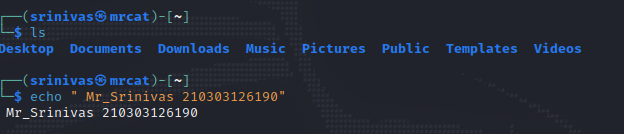 ┌──(srinivas㉿mrcat)-[~]
└─$ ls
Desktop  Documents  Downloads  Music  Pictures  Public  Templates  Videos
┌──(srinivas㉿mrcat)-[~]
└─$ echo " Mr_Srinivas 210303126190"
 Mr_Srinivas 210303126190